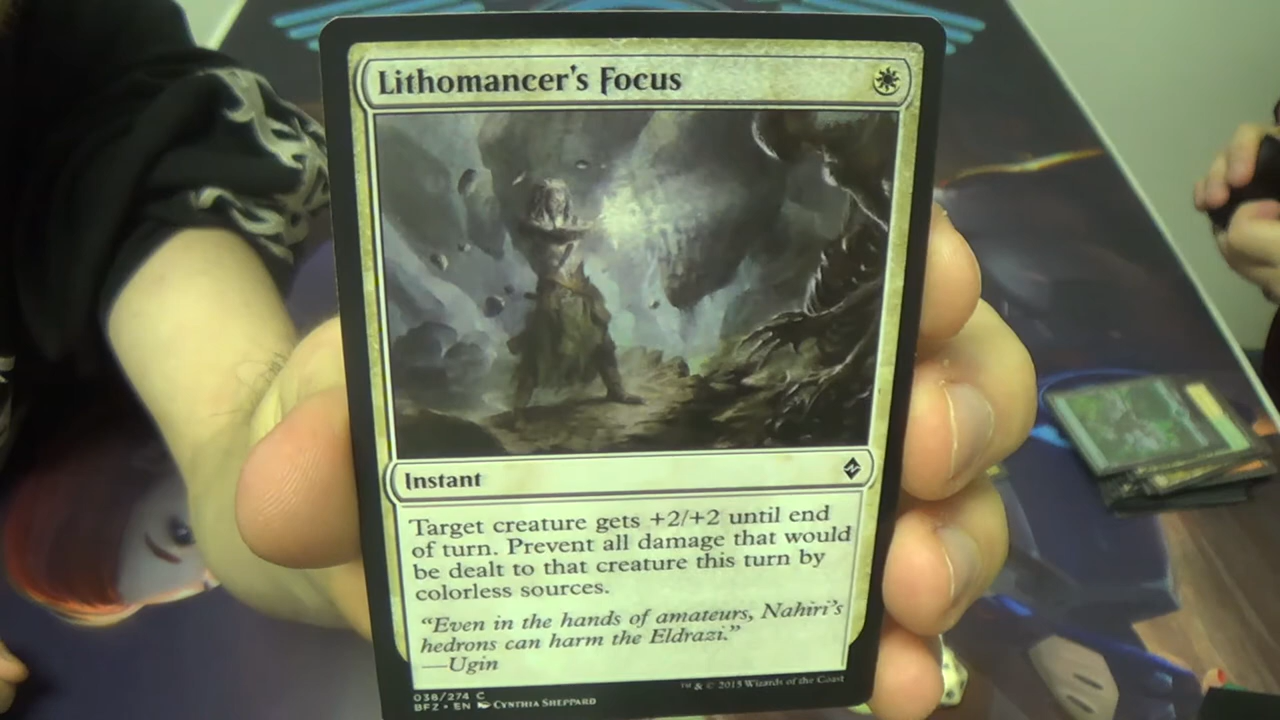 Lithomancer's Focus
Instant
Target creature gets +2/+2 until end
of turn. Prevent all damage that would
be dealt to that creature this turn by
colorless sources.
“Even in the hands of amateurs, Nahiri's
hedrons can harm the Eldrazi.”
—Ugin
038/274 C
BFZ • EN CYNTHIA SHEPPARD
™ & © 2015 Wizards of the Coast